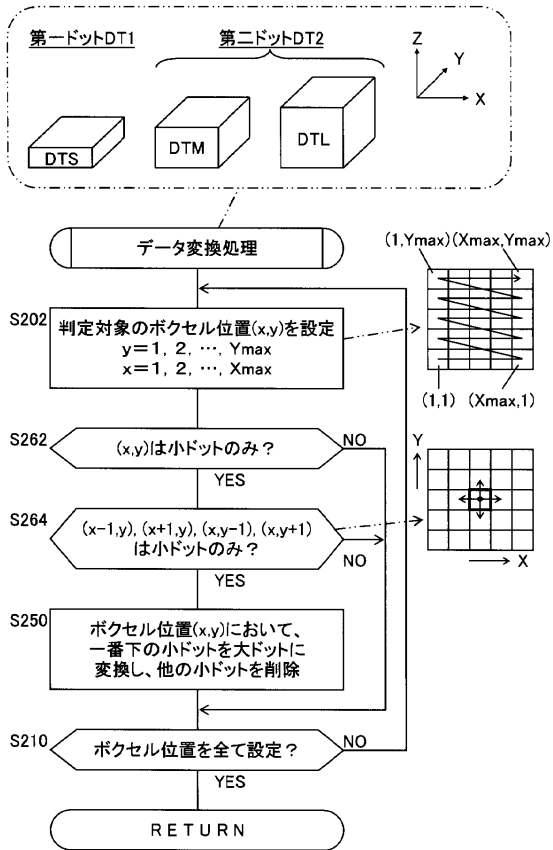 第一ドットDT1
第二ドットDT2
Z
Y
X
DTS
DTM
DTL
データ変換処理
(1,Ymax)(Xmax,Ymax)
S202
判定対象のボクセル位置(x,y)を設定
y＝1, 2, …, Ymax
x＝1, 2, …, Xmax
(1,1) (Xmax,1)
S262
(x,y)は小ドットのみ？
NO
YES
Y
X
S264
(x−1,y), (x+1,y), (x,y−1), (x,y+1)
は小ドットのみ？
NO
YES
S250
ボクセル位置(x,y)において、
一番下の小ドットを大ドットに
変換し、他の小ドットを削除
S210
ボクセル位置を全て設定？
NO
YES
RETURN